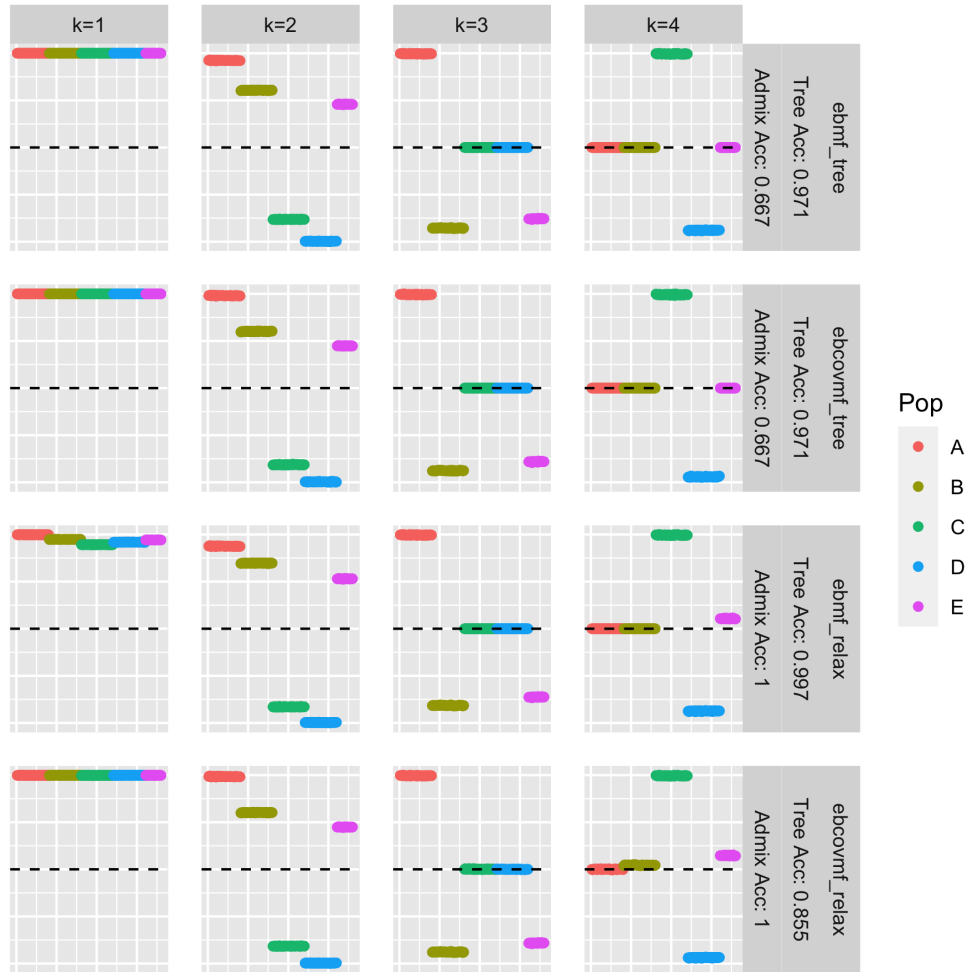 k=1
k=2
k=3
k=4
ebmf_tree
Tree Acc: 0.971
Admix Acc: 0.667
ebcovmf_tree
Tree Acc: 0.971
Admix Acc: 0.667
ebmf_relax
Tree Acc: 0.997
Admix Acc: 1
ebcovmf_relax
Tree Acc: 0.855
Admix Acc: 1
Pop
A
B
C
D
E